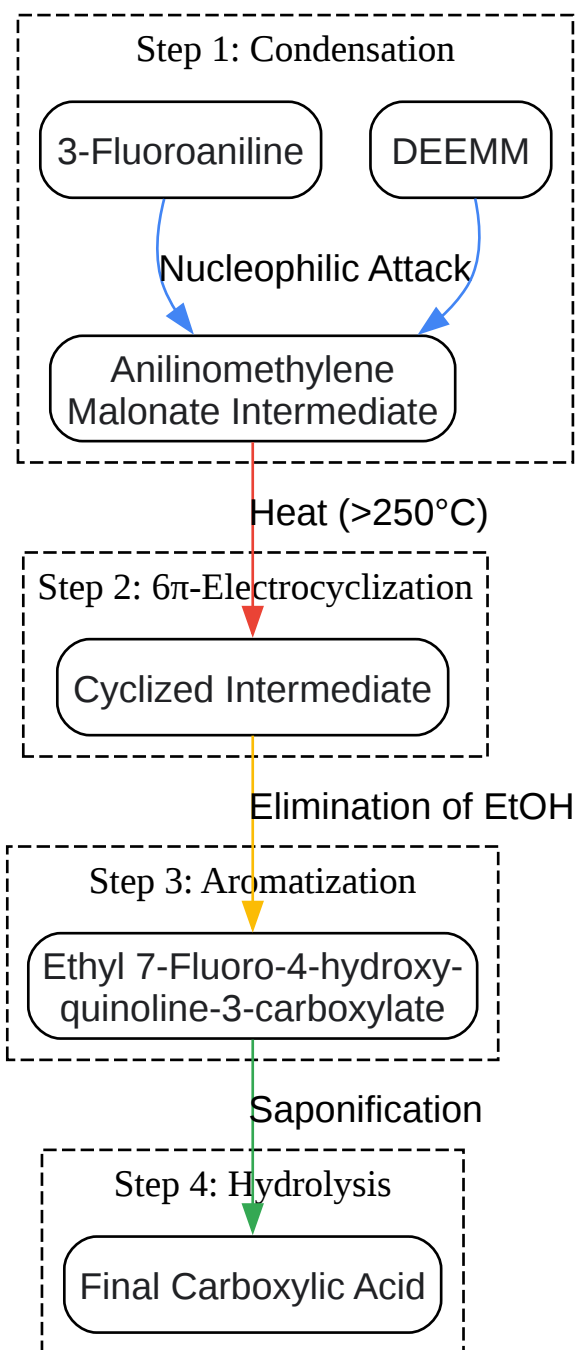 Step 1: Condensation
3-Fluoroaniline
DEEMM
Nucleophilic Attack
Anilinomethylene
Malonate Intermediate
Heat (>250°C)
Step 2: 6π-Electrocyclization
Cyclized Intermediate
Elimination of EtOH
Step 3: Aromatization
Ethyl 7-Fluoro-4-hydroxy-
quinoline-3-carboxylate
Saponification
Step 4: Hydrolysis
Final Carboxylic Acid